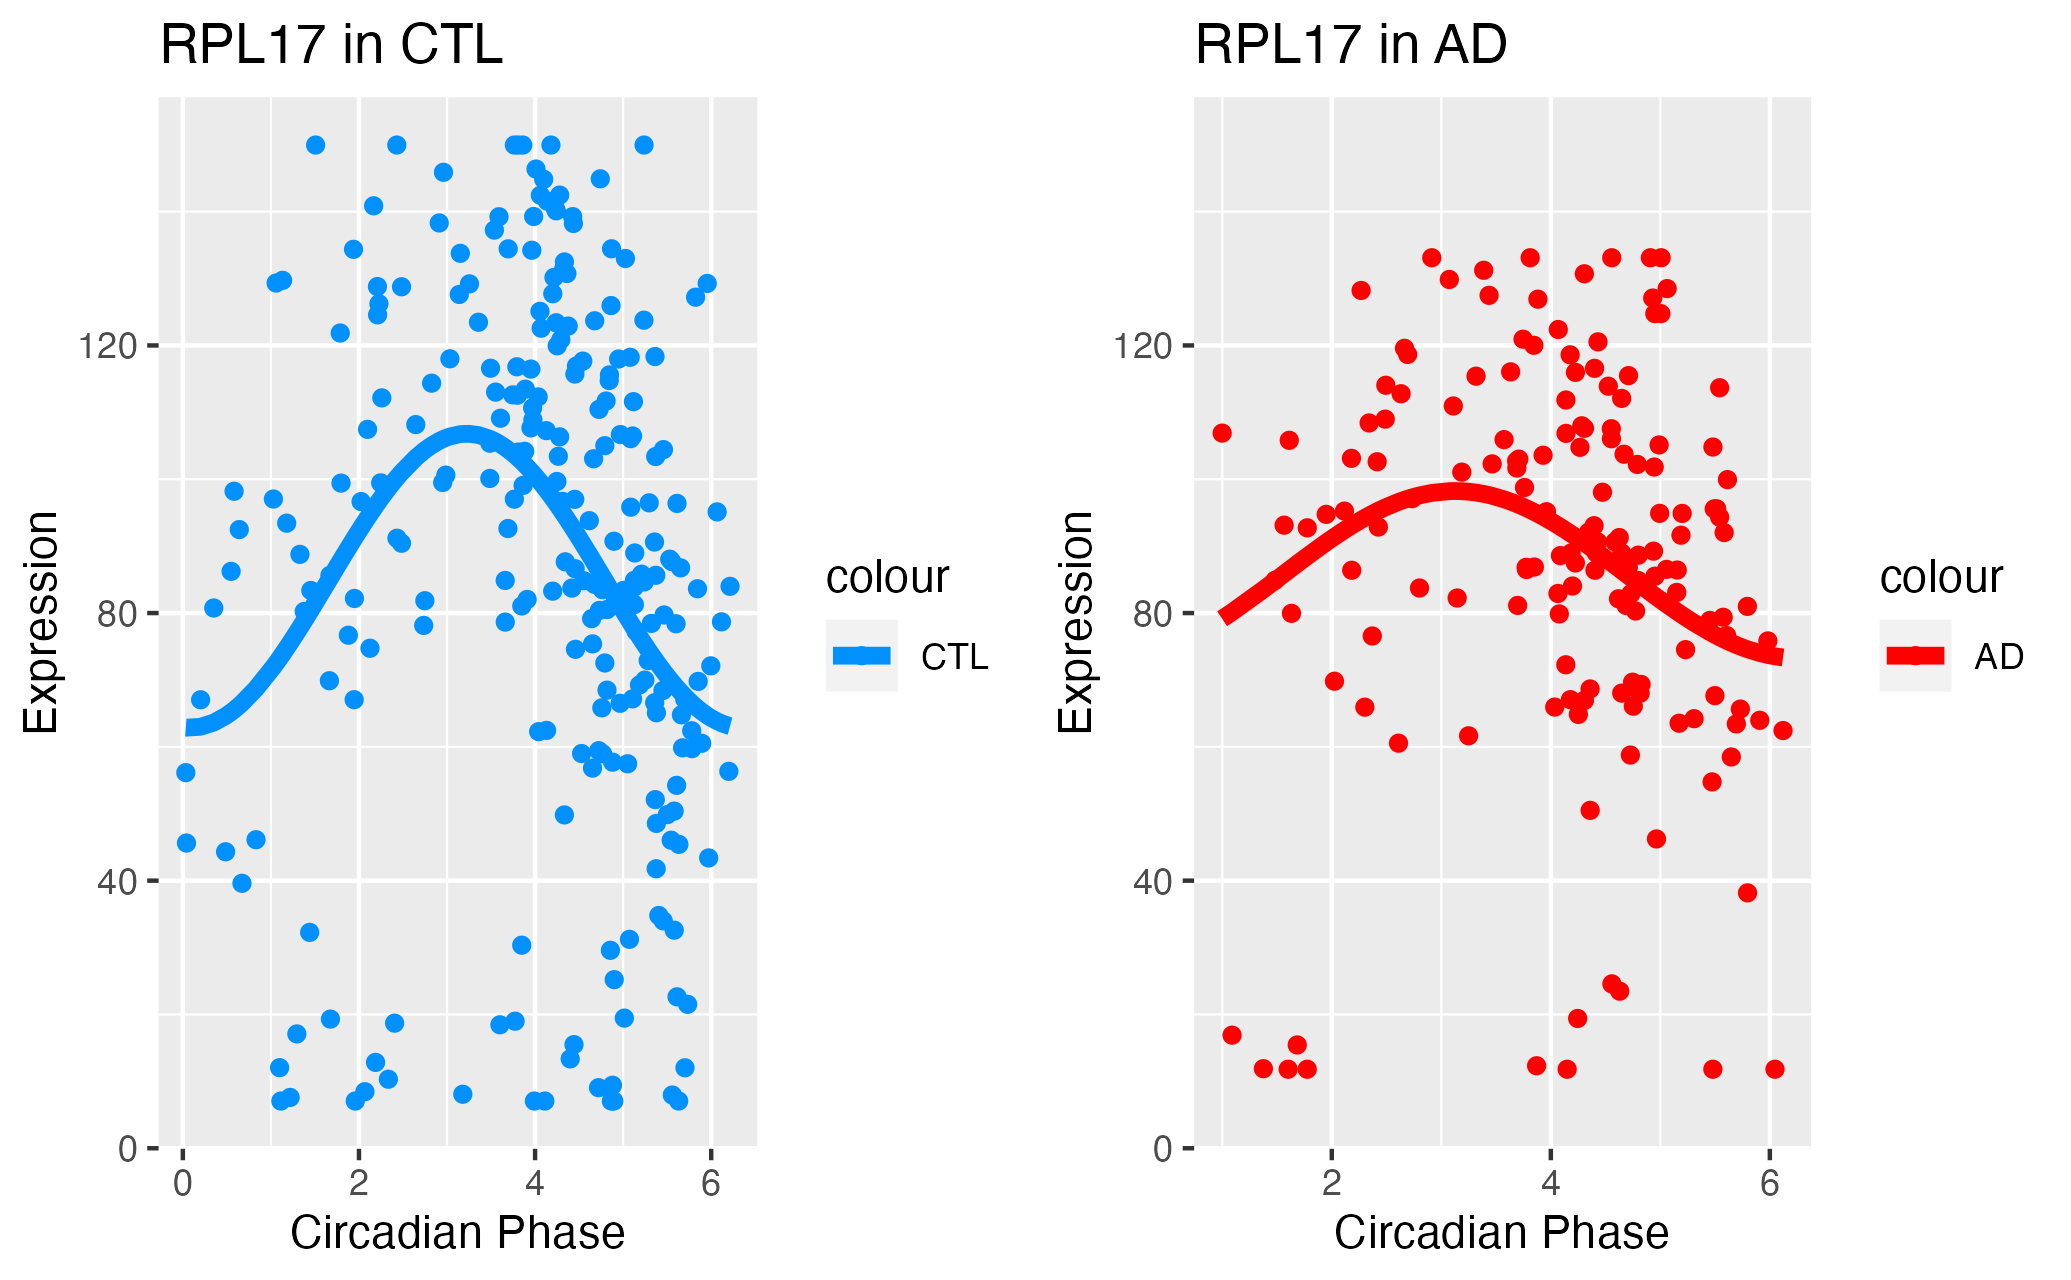 RPL17 in CTL
Expression
120
80
40
0
0 2 4 6
Circadian Phase
colour
CTL
RPL17 in AD
Expression
120
80
40
0
2 4 6
Circadian Phase
colour
AD